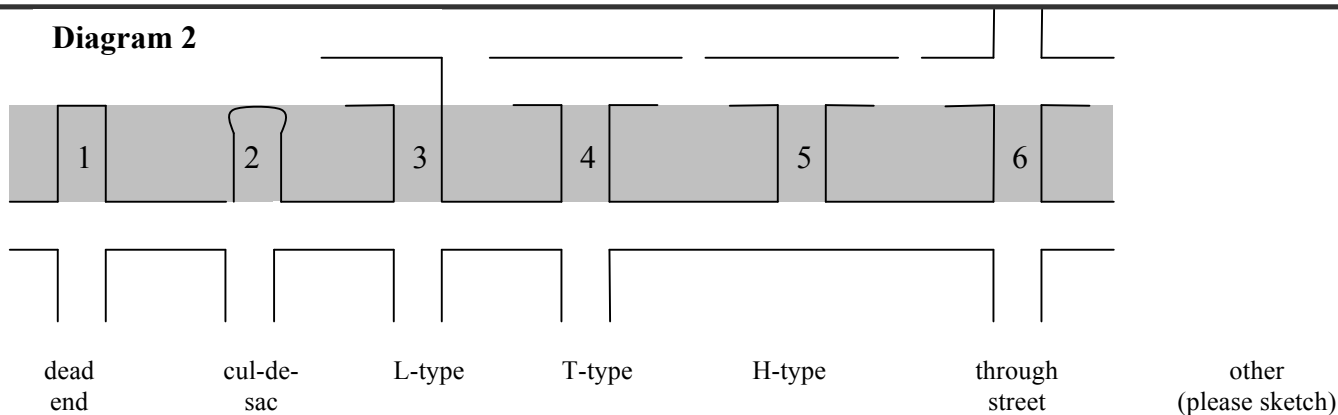 Diagram 2
1 2 3 4 5 6
dead cul-de- L-type T-type H-type through other
end sac street (please sketch)